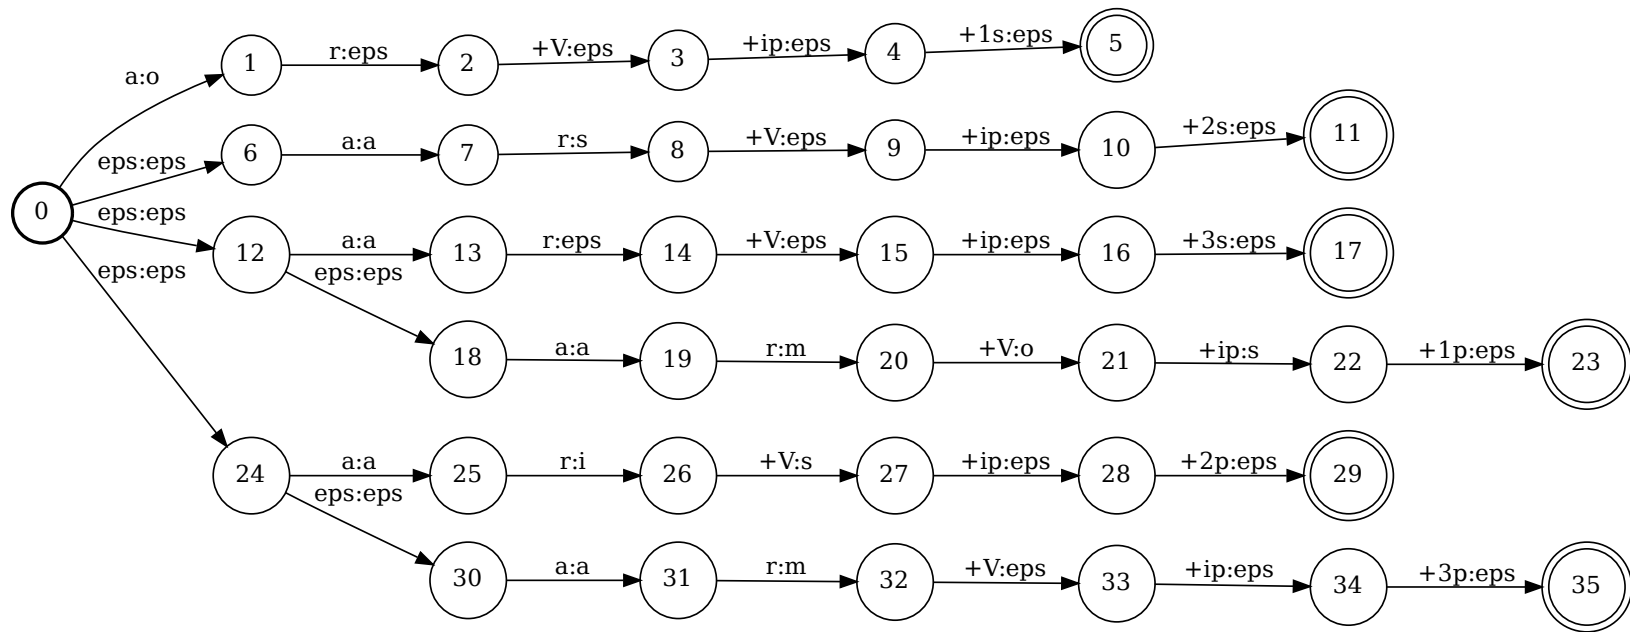 a:o 1 r:eps 2 +V:eps 3 +ip:eps 4 +1s:eps 5
eps:eps 6 a:a 7 r:s 8 +V:eps 9 +ip:eps 10 +2s:eps 11
0
eps:eps 12 a:a 13 r:eps 14 +V:eps 15 +ip:eps 16 +3s:eps 17
eps:eps 18 a:a 19 r:m 20 +V:o 21 +ip:s 22 +1p:eps 23
eps:eps 24 a:a 25 r:i 26 +V:s 27 +ip:eps 28 +2p:eps 29
eps:eps 30 a:a 31 r:m 32 +V:eps 33 +ip:eps 34 +3p:eps 35